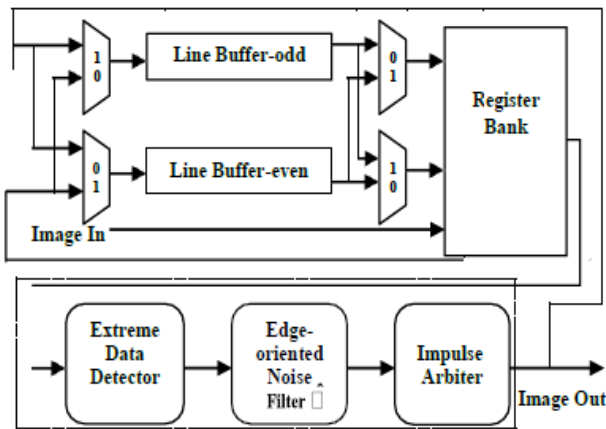 1
0
Line Buffer-odd
0
1
Register
Bank
0
1
Line Buffer-even
1
0
Image In
Extreme
Data
Detector
Edge-
oriented
Noise
Filter
Impulse
Arbiter
Image Out